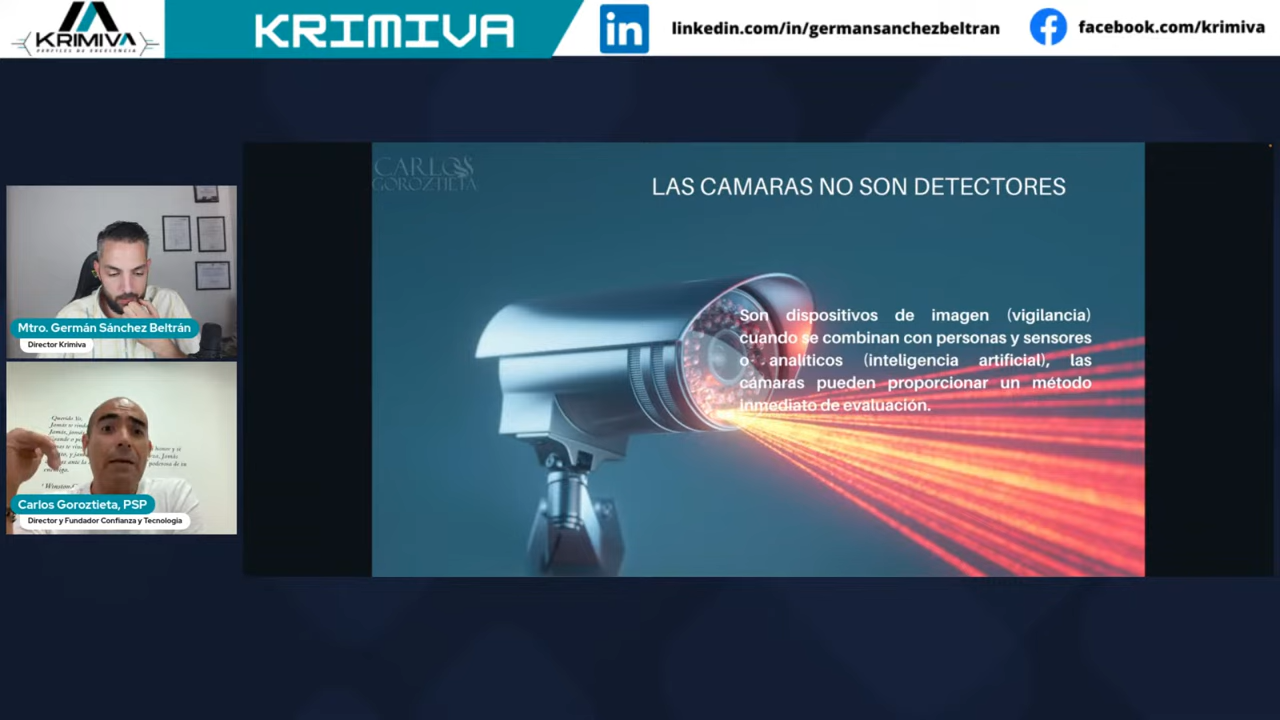 KRIMIVA
KRIMIVA
linkedin.com/in/germansanchezbeltran
facebook.com/krimiva
CARLOS
GOROZTIETA
LAS CAMARAS NO SON DETECTORES
Son dispositivos de imagen (vigilancia)
cuando se combinan con personas y sensores
o analíticos (inteligencia artificial), las
cámaras pueden proporcionar un método
inmediato de evaluación.
Mtro. Germán Sánchez Beltrán
Director Krimiva
Querido Yo,
Carlos Goroztieta, PSP
Director y Fundador Confianza y Tecnología